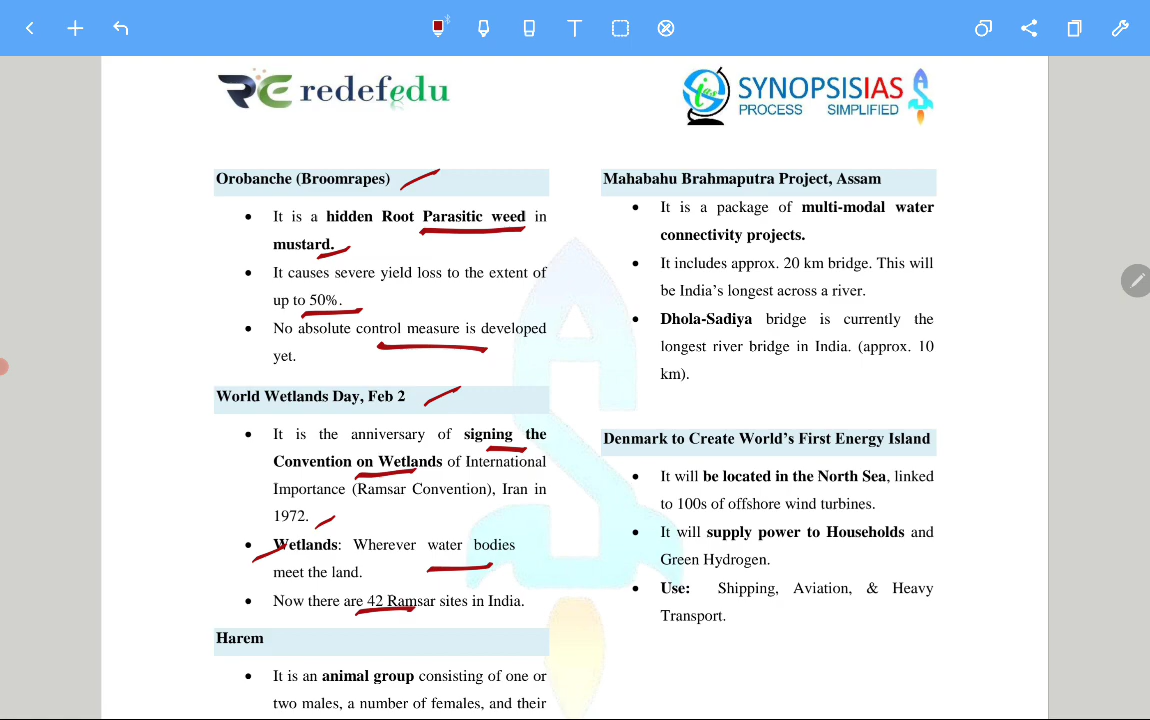 redefedu
SYNOPSISIAS
PROCESS SIMPLIFIED
Orobanche (Broomrapes)
• It is a hidden Root Parasitic weed in
mustard.
• It causes severe yield loss to the extent of
up to 50%.
• No absolute control measure is developed
yet.
World Wetlands Day, Feb 2
• It is the anniversary of signing the
Convention on Wetlands of International
Importance (Ramsar Convention), Iran in
1972.
• Wetlands: Wherever water bodies
meet the land.
• Now there are 42 Ramsar sites in India.
Harem
• It is an animal group consisting of one or
two males, a number of females, and their
Mahabahu Brahmaputra Project, Assam
• It is a package of multi-modal water
connectivity projects.
• It includes approx. 20 km bridge. This will
be India’s longest across a river.
• Dhola-Sadiya bridge is currently the
longest river bridge in India. (approx. 10
km).
Denmark to Create World’s First Energy Island
• It will be located in the North Sea, linked
to 100s of offshore wind turbines.
• It will supply power to Households and
Green Hydrogen.
• Use: Shipping, Aviation, & Heavy
Transport.